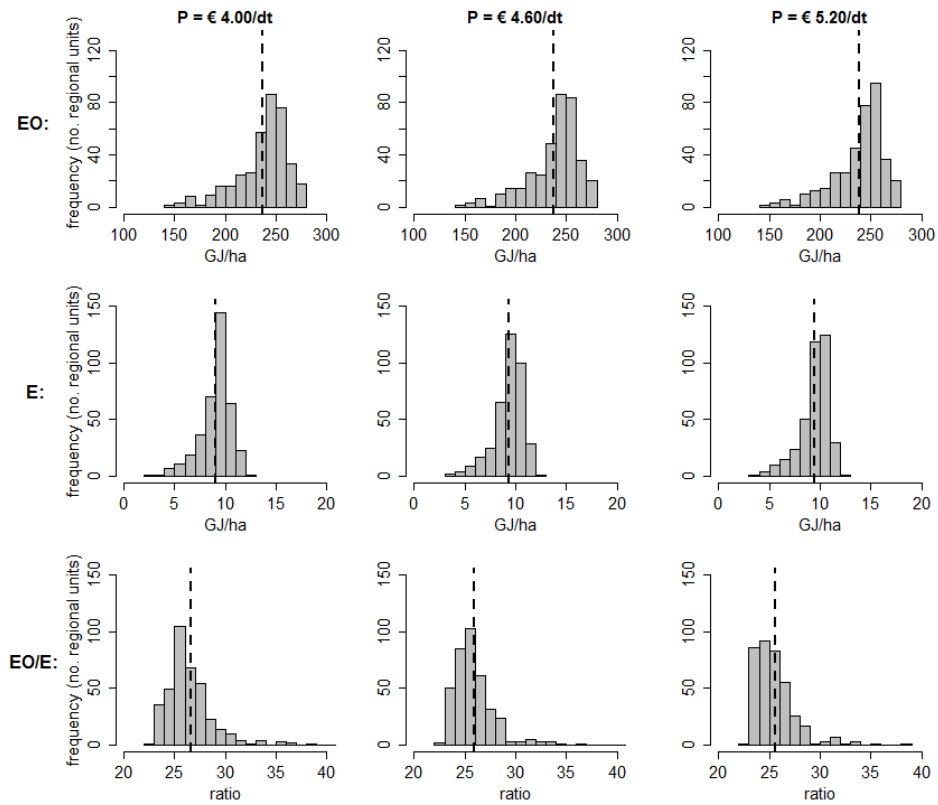 P = € 4.00/dt
P = € 4.60/dt
P = € 5.20/dt
EO:
frequency (no. regional units)
0 40 80 120
0 40 80 120
0 40 80 120
100 150 200 250 300
100 150 200 250 300
100 150 200 250 300
GJ/ha
GJ/ha
GJ/ha
E:
frequency (no. regional units)
0 50 100 150
0 50 100 150
0 50 100 150
0 5 10 15 20
0 5 10 15 20
0 5 10 15 20
GJ/ha
GJ/ha
GJ/ha
EO/E:
frequency (no. regional units)
0 50 100 150
0 50 100 150
0 50 100 150
20 25 30 35 40
20 25 30 35 40
20 25 30 35 40
ratio
ratio
ratio